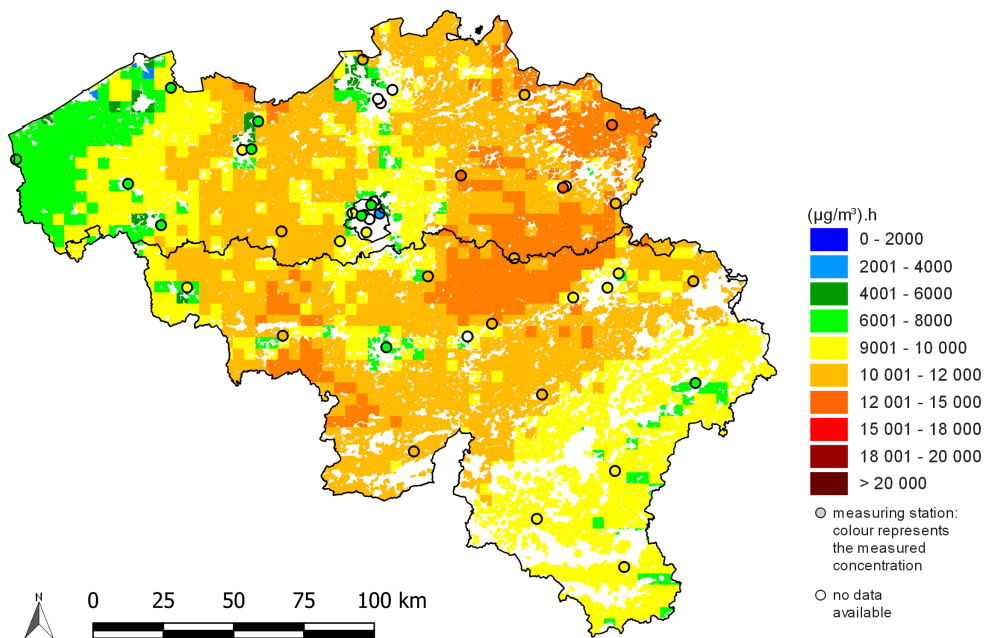 (µg/m³).h
0 - 2000
2001 - 4000
4001 - 6000
6001 - 8000
9001 - 10 000
10 001 - 12 000
12 001 - 15 000
15 001 - 18 000
18 001 - 20 000
> 20 000
measuring station:
colour represents
the measured
concentration
no data
available
N
0 25 50 75 100 km